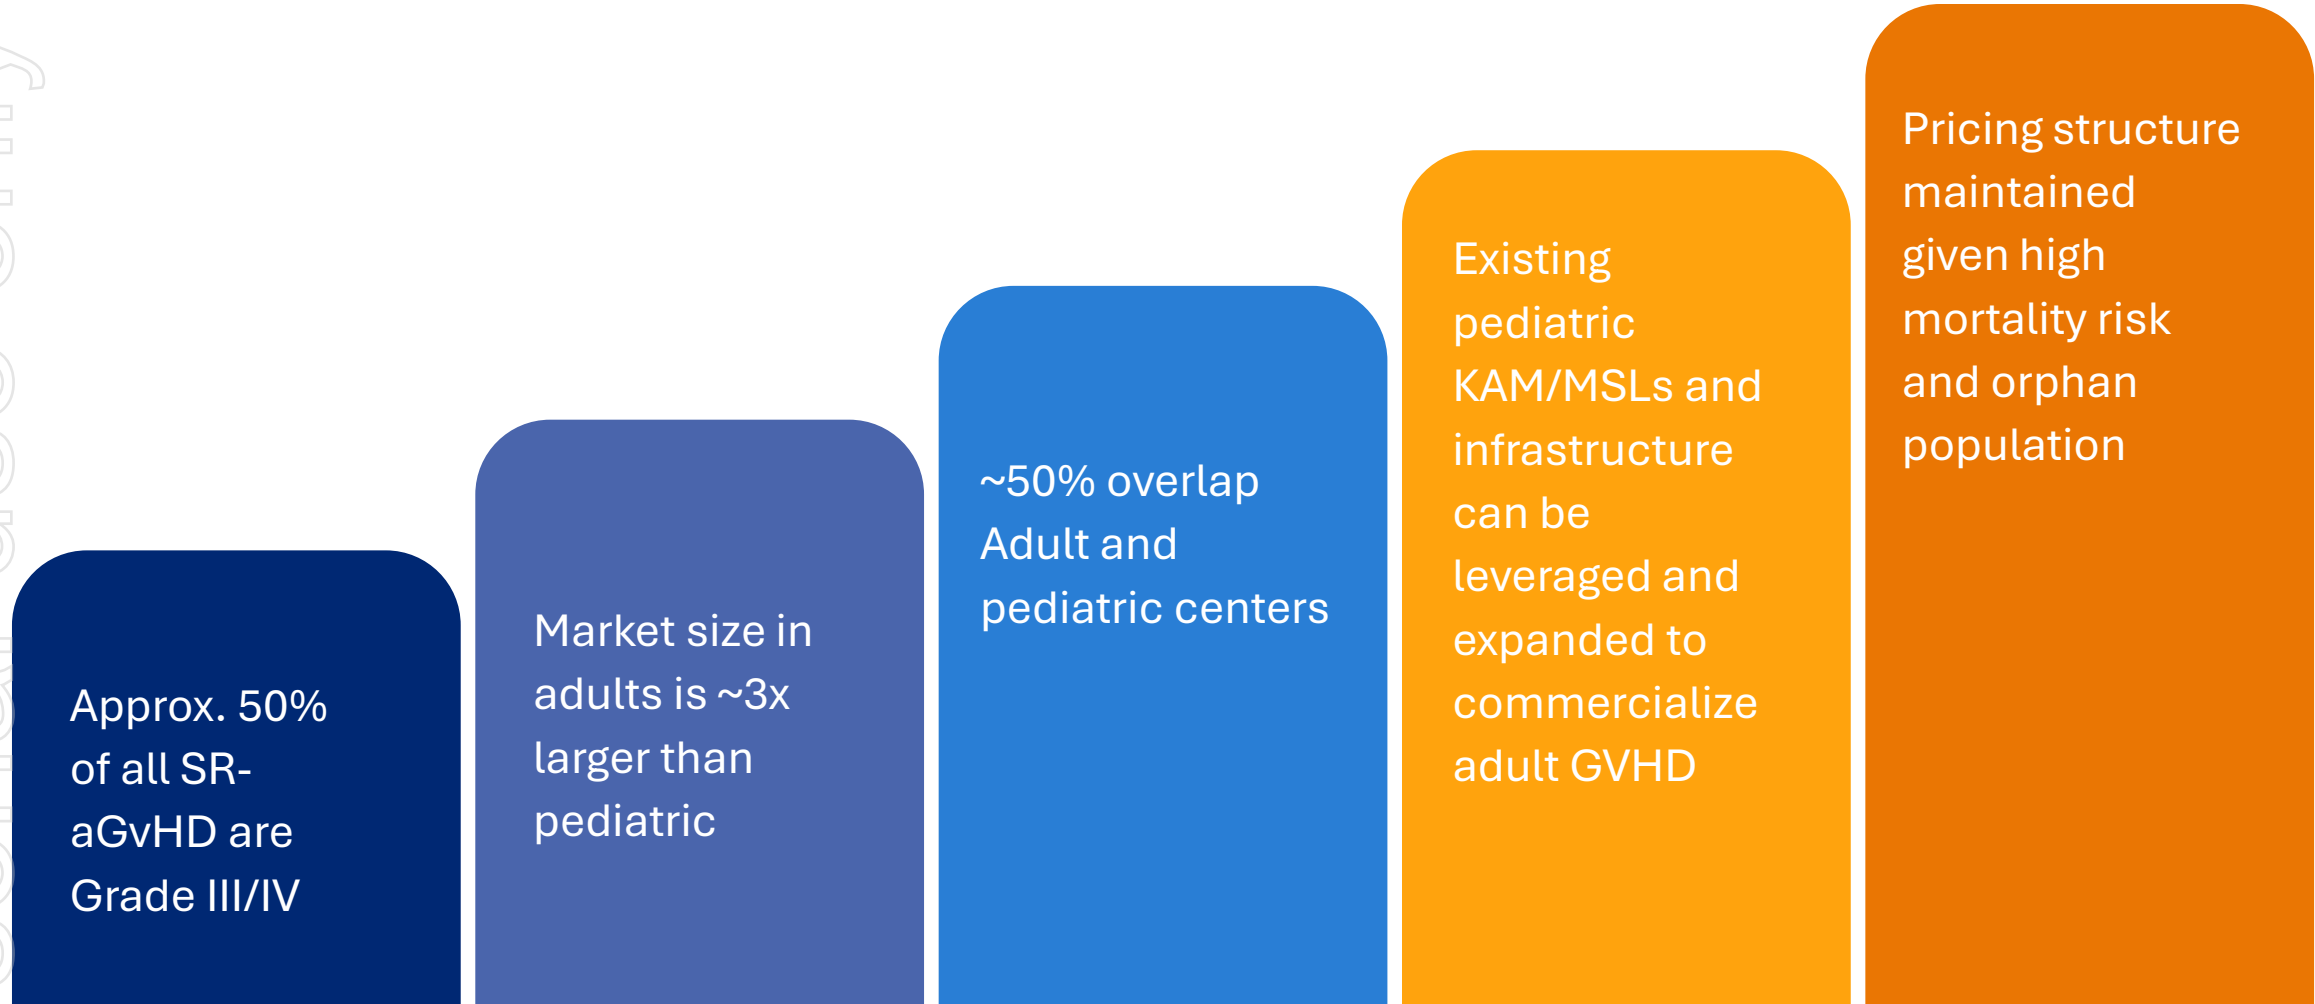 Approx. 50%
of all SR-
aGvHD are
Grade III/IV
Market size in
adults is ~3x
larger than
pediatric
~50% overlap
Adult and
pediatric centers
Existing
pediatric
KAM/MSLs and
infrastructure
can be
leveraged and
expanded to
commercialize
adult GVHD
Pricing structure
maintained
given high
mortality risk
and orphan
population